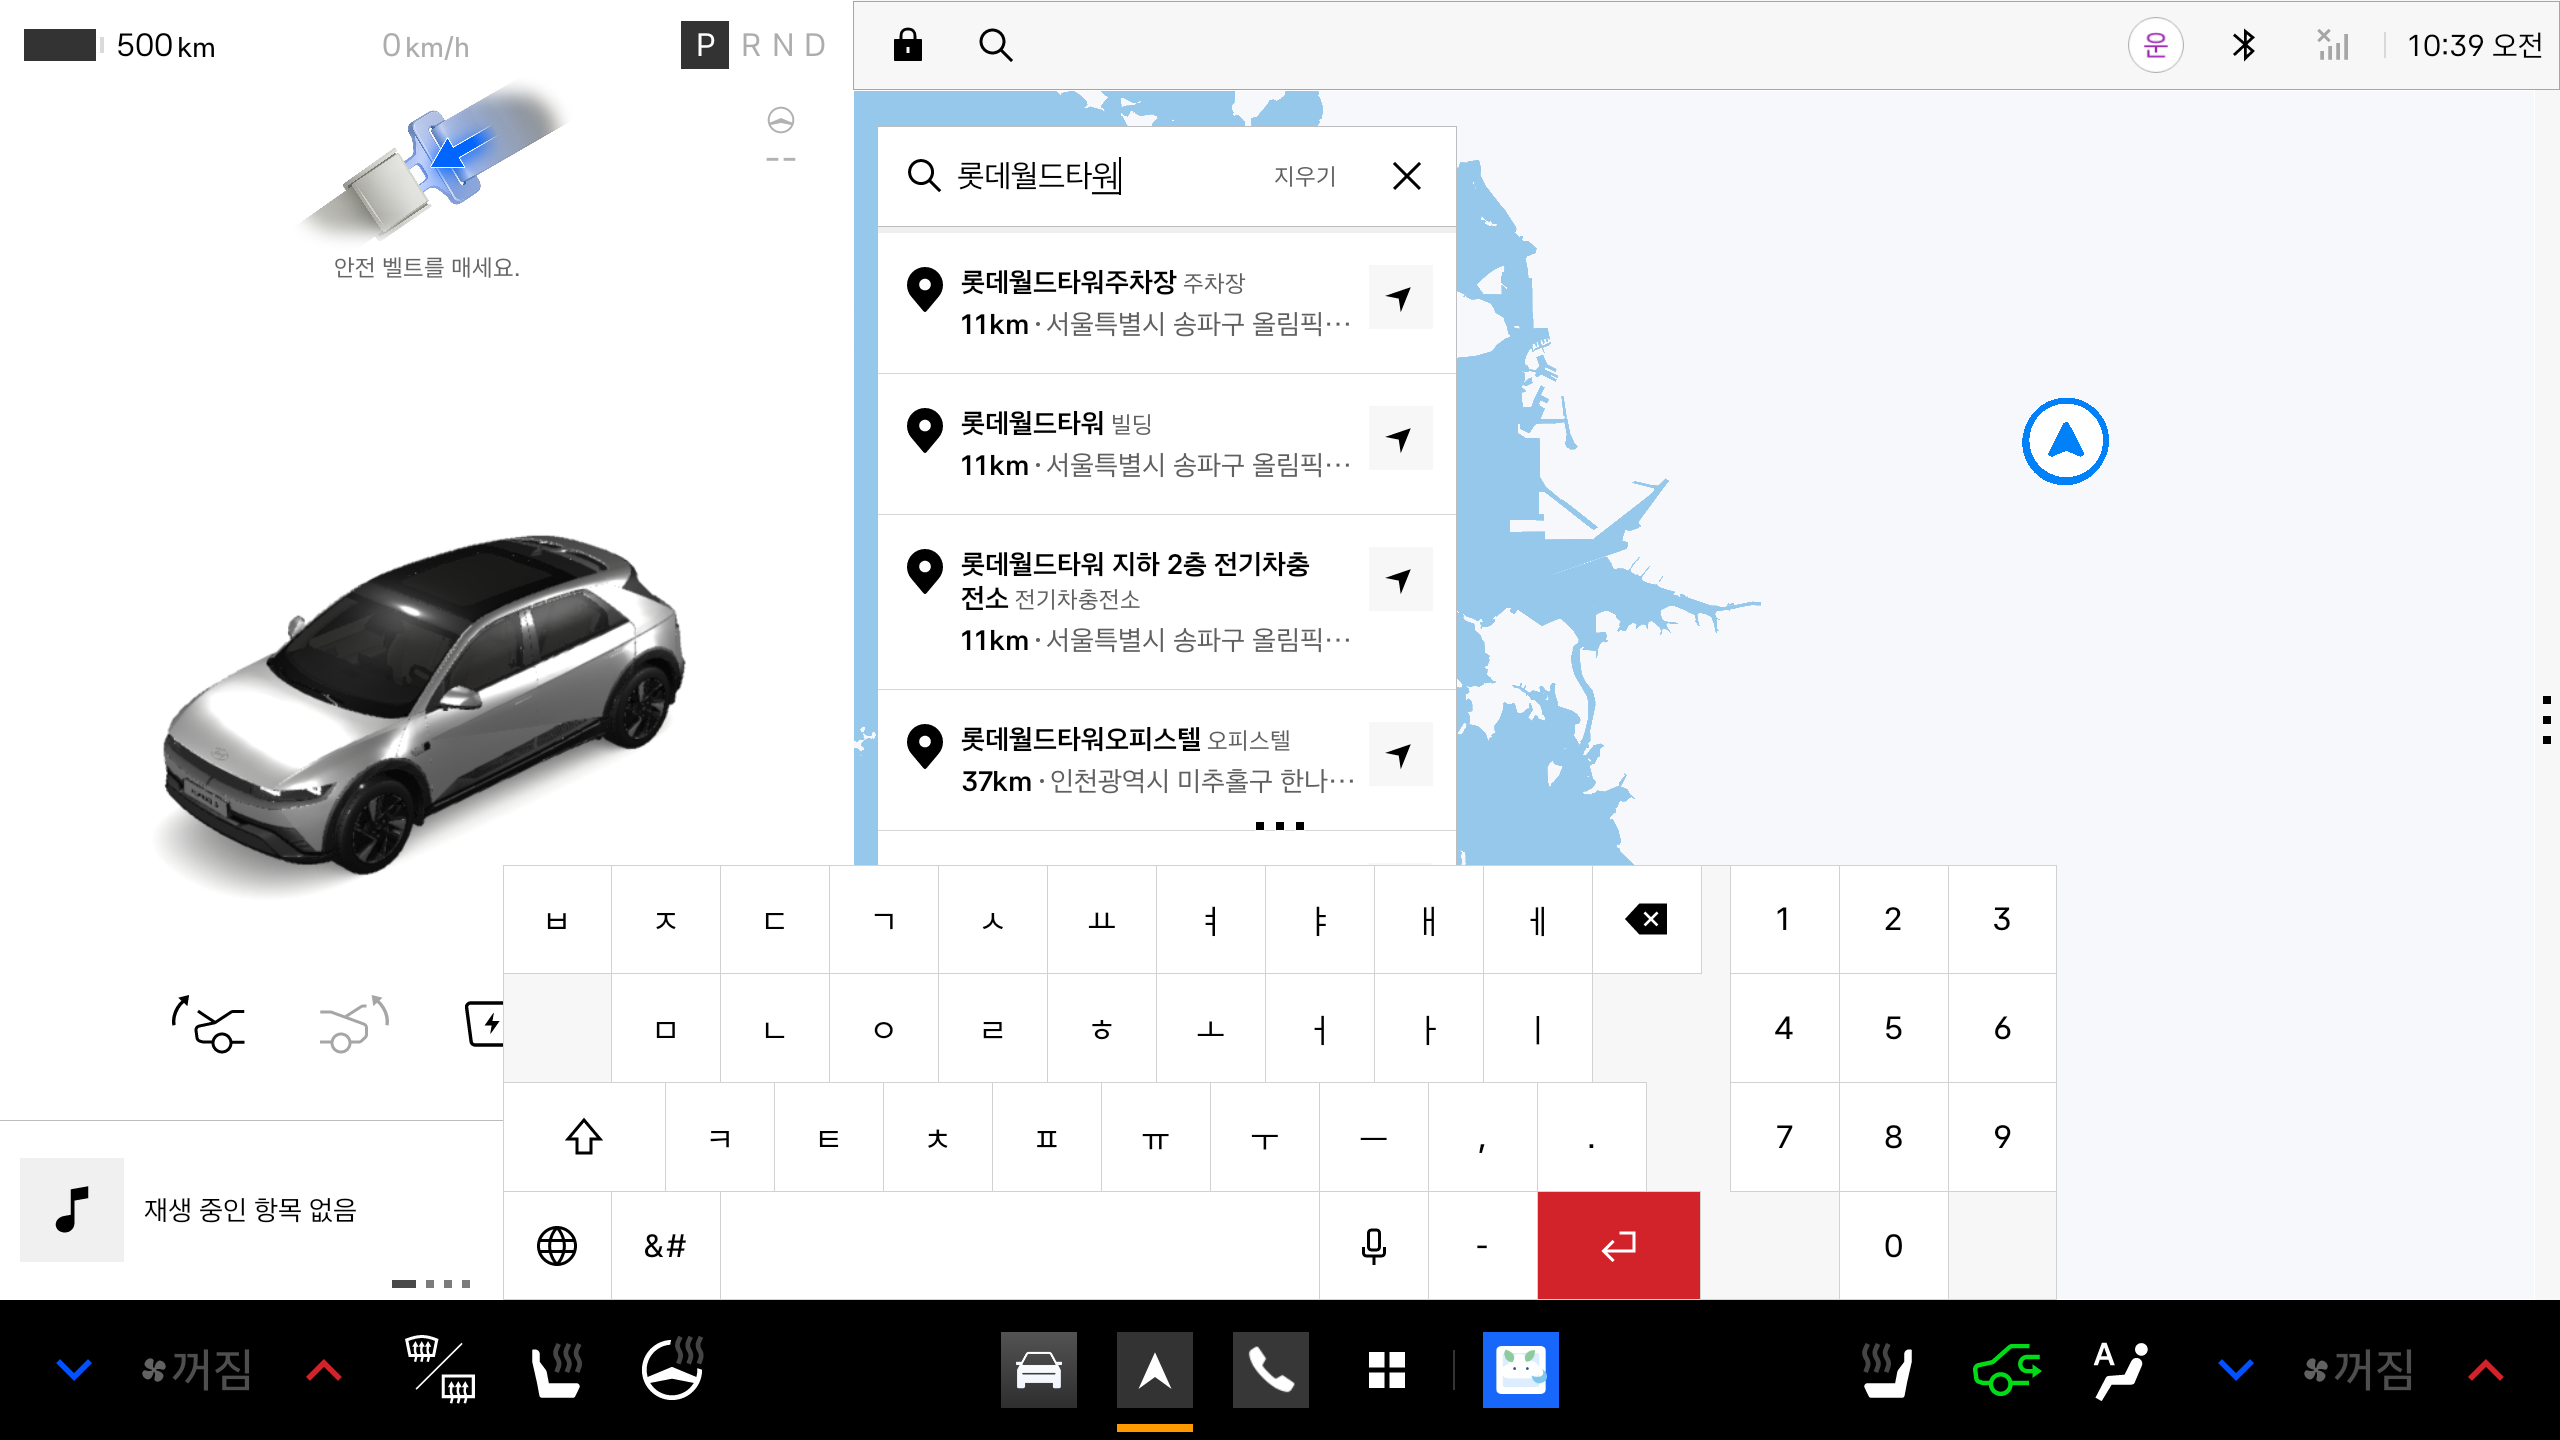 500 km
0 km/h
P R N D
운
10:39 오전
--
안전 벨트를 매세요.
롯데월드타워
지우기
롯데월드타워주차장 주차장
11km · 서울특별시 송파구 올림픽···
롯데월드타워 빌딩
11km · 서울특별시 송파구 올림픽···
롯데월드타워 지하 2층 전기차충
전소 전기차충전소
11km · 서울특별시 송파구 올림픽···
롯데월드타워오피스텔 오피스텔
37km · 인천광역시 미추홀구 한나···
ㅂ ㅈ ㄷ ㄱ ㅅ ㅛ ㅕ ㅑ ㅐ ㅔ 1 2 3
ㅁ ㄴ ㅇ ㄹ ㅎ ㅗ ㅓ ㅏ ㅣ 4 5 6
ㅋ ㅌ ㅊ ㅍ ㅠ ㅜ ㅡ , . 7 8 9
&# - 0
재생 중인 항목 없음
꺼짐
A
꺼짐